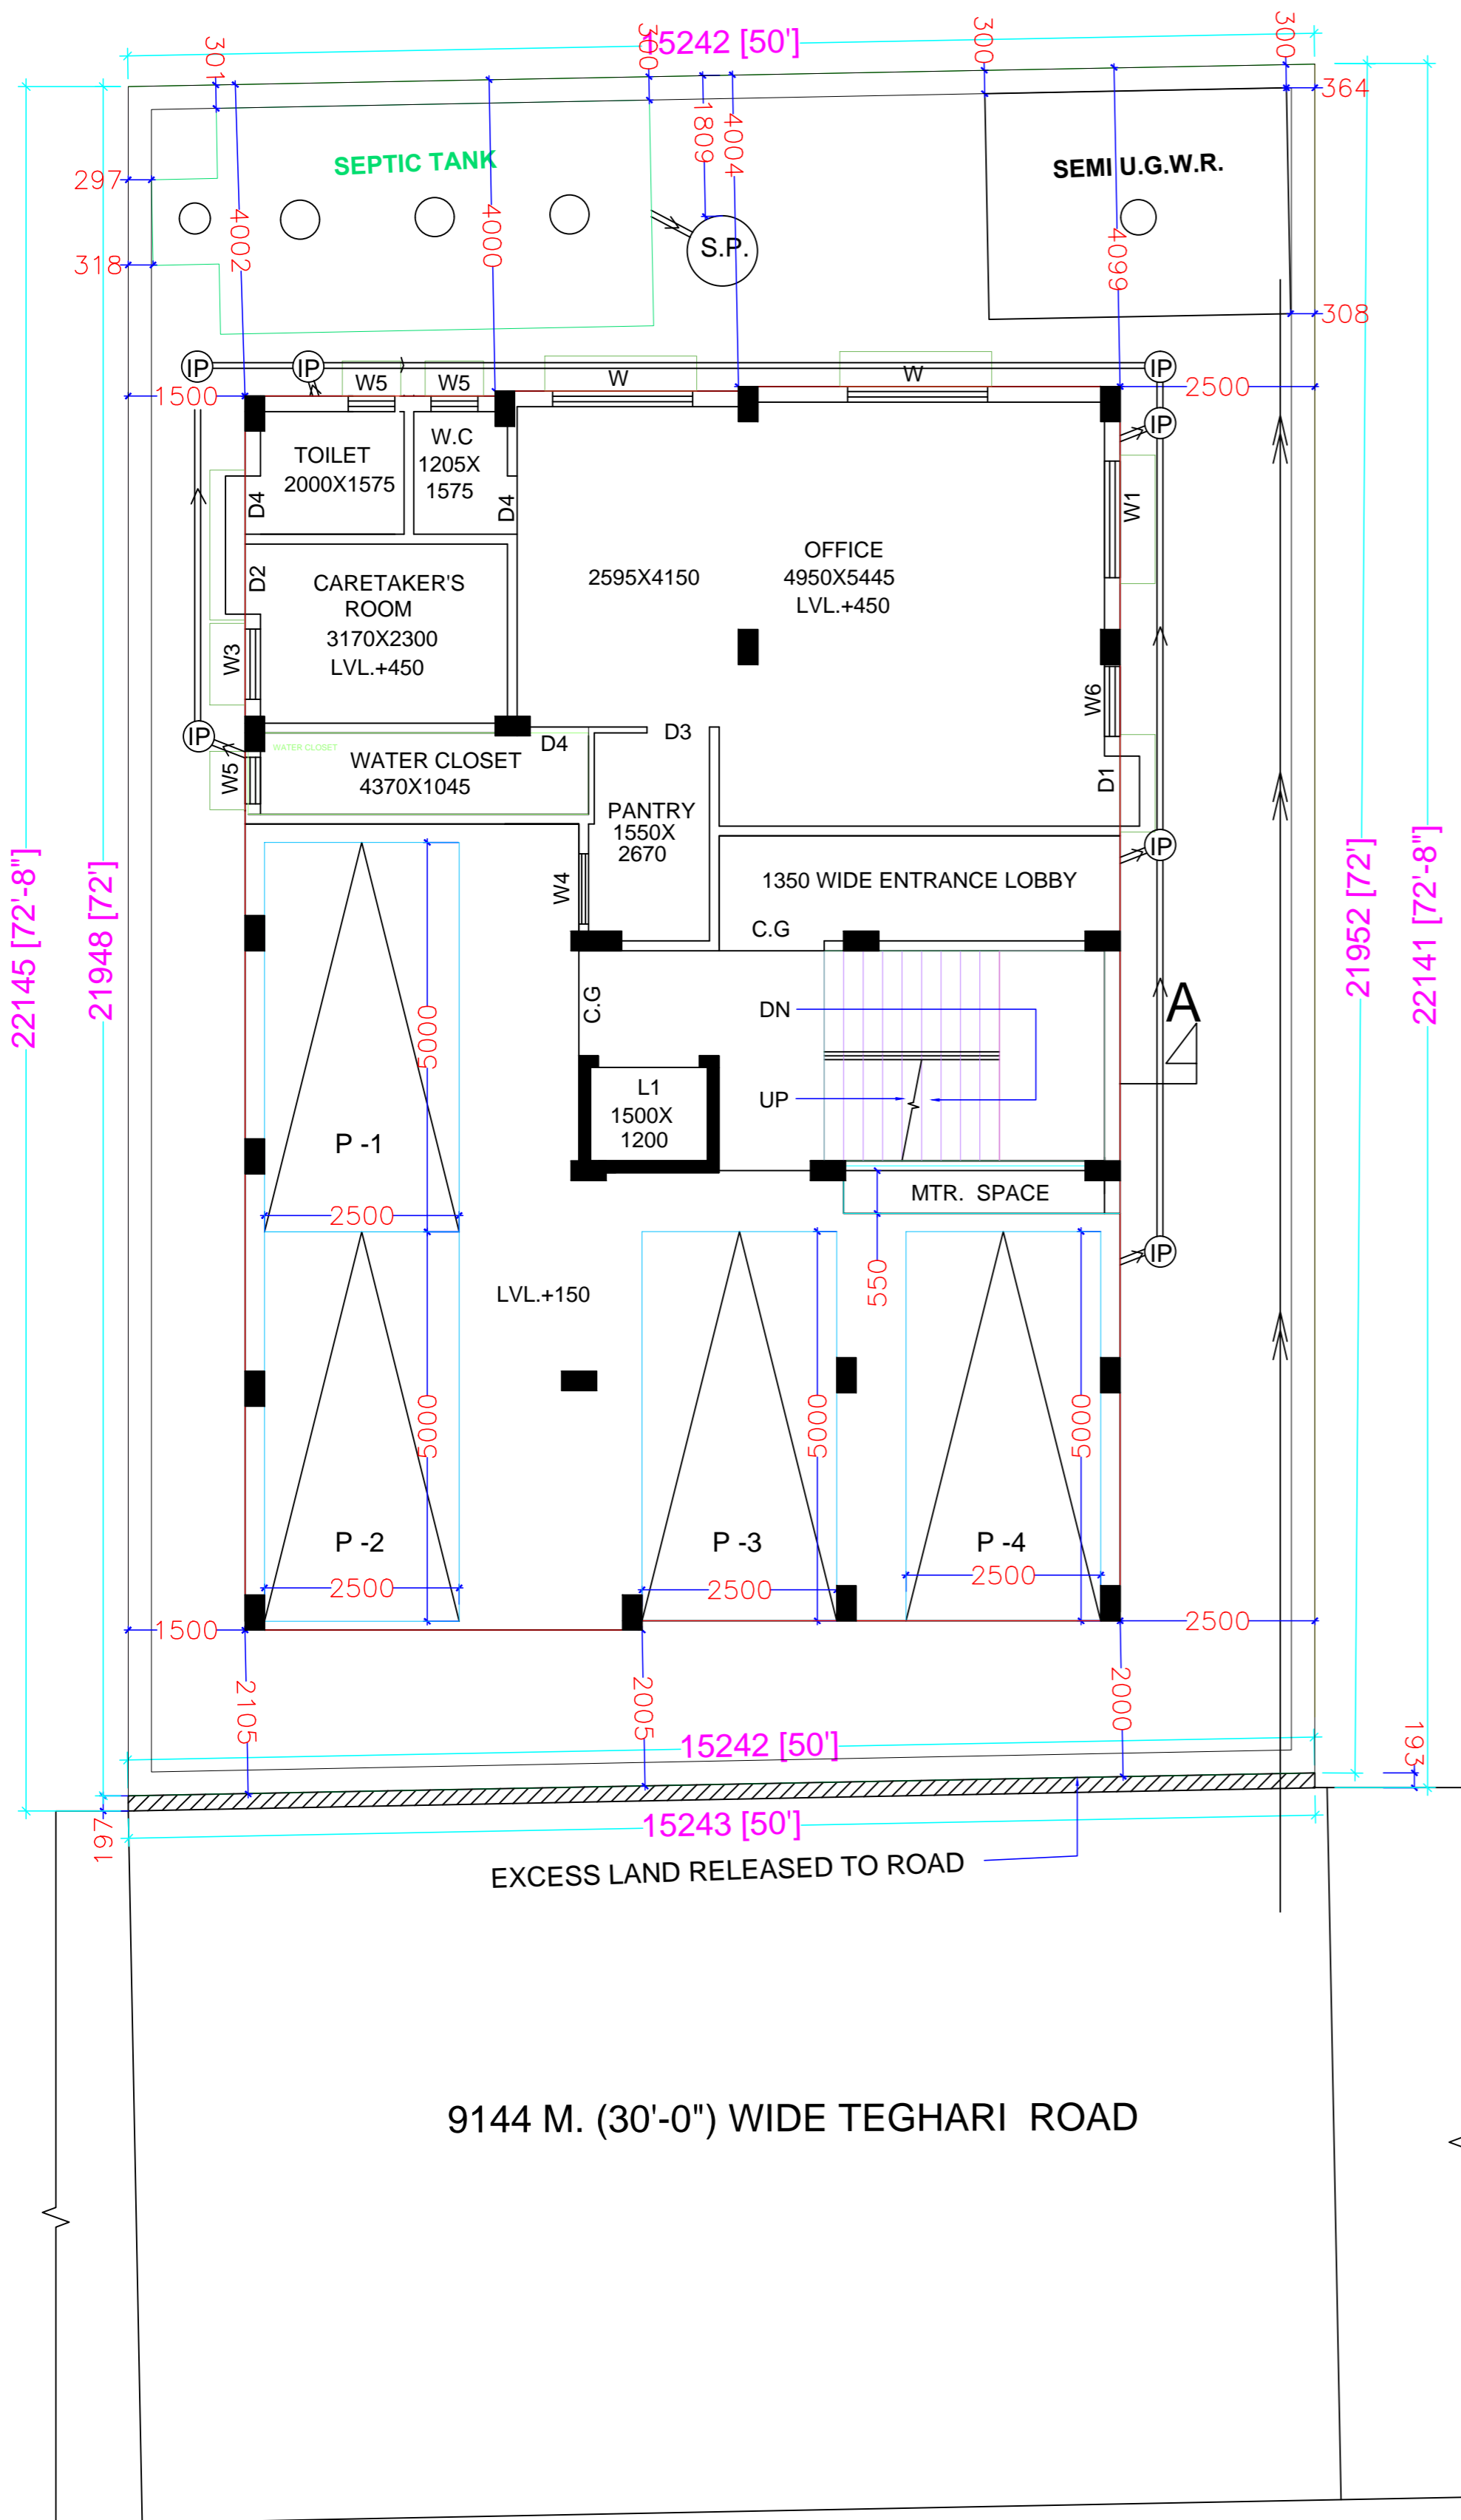 15242 [50']
301
300
300
300
364
1809
4004
SEPTIC TANK
SEMI U.G.W.R.
297
4002
4000
S.P.
4099
318
308
IP
IP
IP
W5
W5
W
W
1500
2500
IP
TOILET
2000X1575
W.C
1205X
1575
D4
D4
W1
OFFICE
4950X5445
LVL.+450
2595X4150
D2
CARETAKER'S
ROOM
3170X2300
LVL.+450
W3
W6
IP
D3
D4
WATER CLOSET
WATER CLOSET
4370X1045
W5
D1
PANTRY
1550X
2670
IP
W4
1350 WIDE ENTRANCE LOBBY
C.G
22145 [72'-8"]
21948 [72']
21952 [72']
22141 [72'-8"]
C.G
DN
A
5000
L1
1500X
1200
UP
P -1
MTR. SPACE
2500
550
IP
LVL.+150
5000
5000
5000
P -2
P -3
P -4
2500
2500
2500
1500
2500
2105
2005
2000
15242 [50']
193
197
15243 [50']
EXCESS LAND RELEASED TO ROAD
9144 M. (30'-0") WIDE TEGHARI ROAD